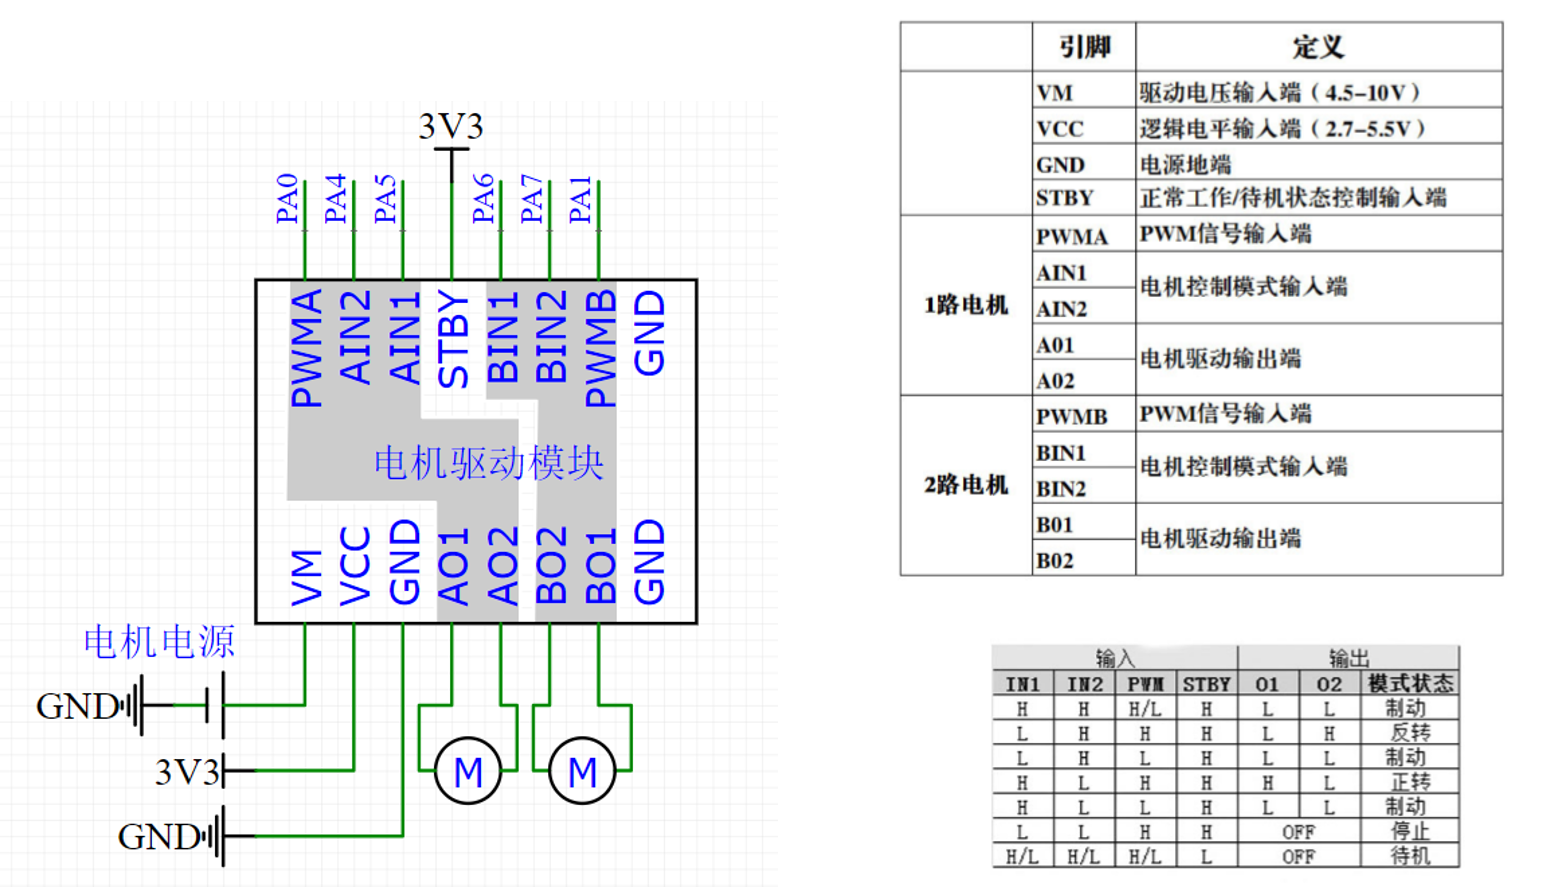 3V3
PA0
PA4
PA5
PA6
PA7
PA1
PWMA
AIN2
AIN1
STBY
BIN1
BIN2
PWMB
GND
电机驱动模块
VM
VCC
GND
AO1
AO2
BO2
BO1
GND
电机电源
GND
3V3
GND
M
M
引脚 定义
VM 驱动电压输入端（4.5-10V）
VCC 逻辑电平输入端（2.7-5.5V）
GND 电源地端
STBY 正常工作/待机状态控制输入端
1路电机
PWMA PWM信号输入端
AIN1
电机控制模式输入端
AIN2
A01
电机驱动输出端
A02
2路电机
PWMB PWM信号输入端
BIN1
电机控制模式输入端
BIN2
B01
电机驱动输出端
B02
输入 输出
IN1 IN2 PWM STBY O1 O2 模式状态
H H H/L H L L 制动
L H H H L H 反转
L H L H L L 制动
H L H H H L 正转
H L L H L L 制动
L L H H OFF 停止
H/L H/L H/L L OFF 待机